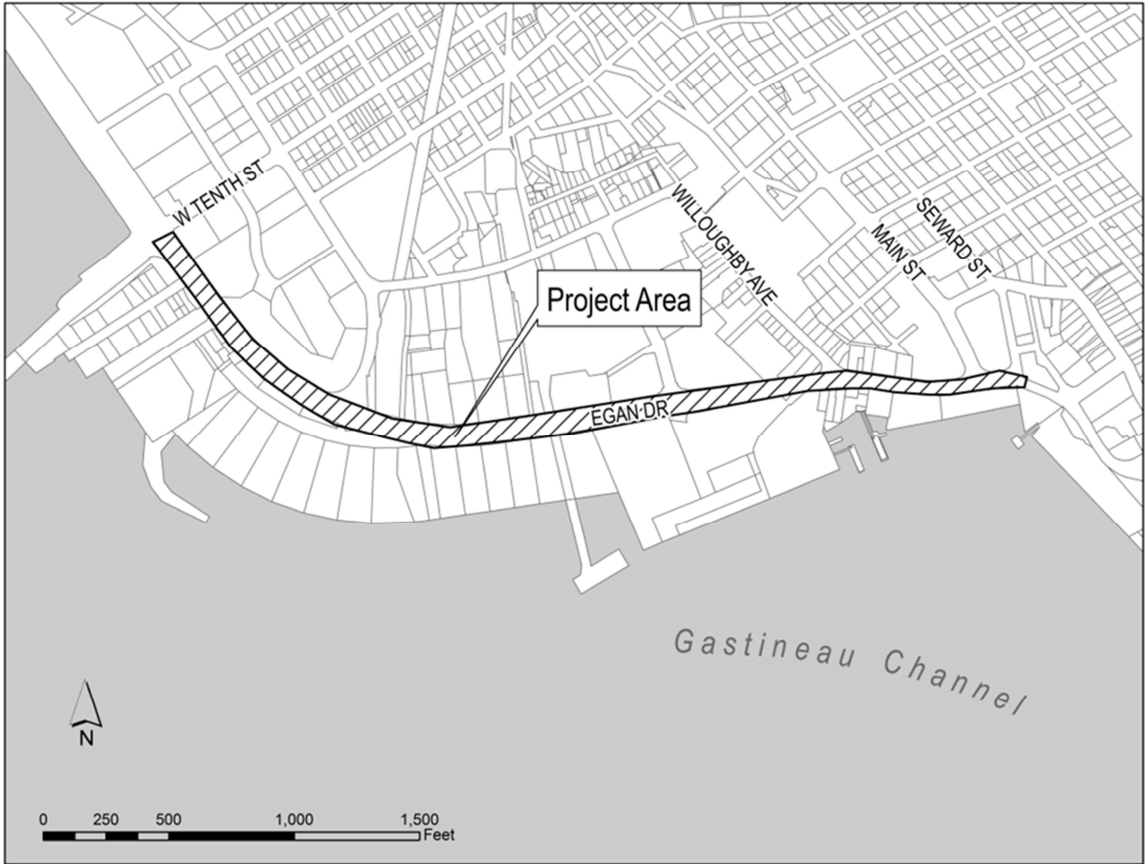 W TENTH ST
WILLOUGHBY AVE
SEWARD ST
MAIN ST
Project Area
EGAN DR
Gastineau Channel
N
0 250 500 1,000 1,500
Feet